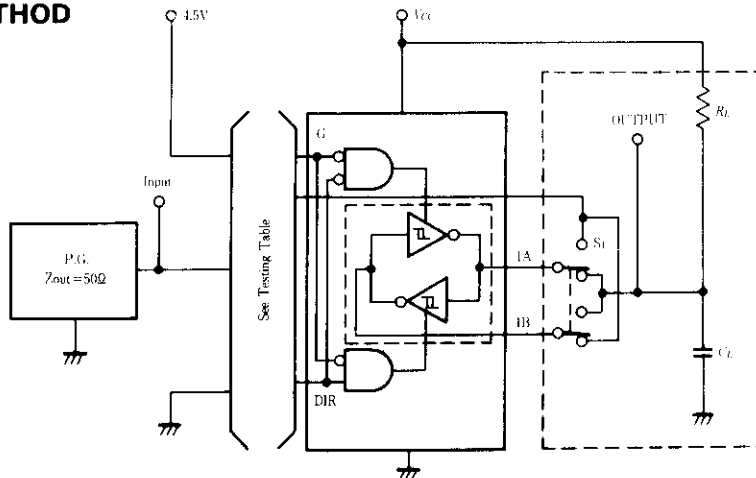 THOD
4.5V
Vcc
G
OUTPUT
RL
Input
P.G.
Zout=50Ω
See Testing Table
S1
1A
1B
DIR
CL